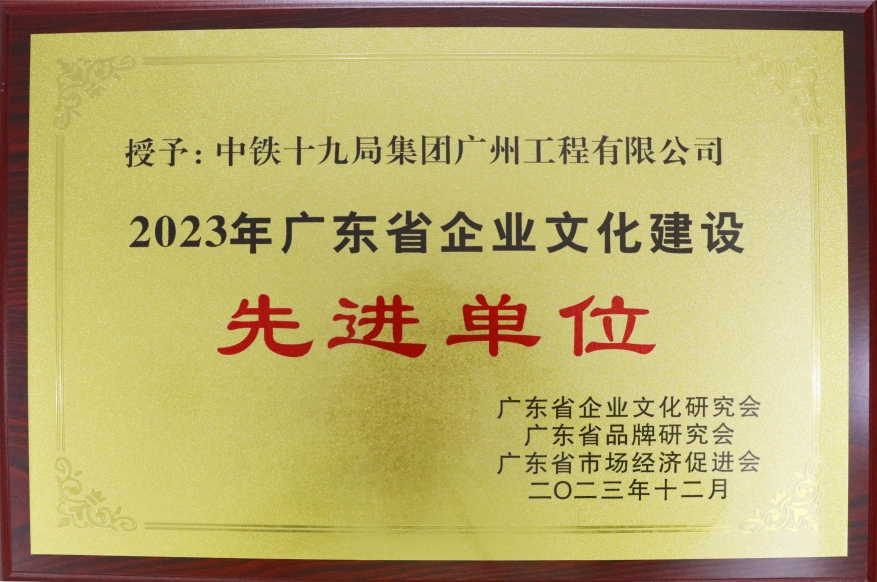 授予：中铁十九局集团广州工程有限公司
2023年广东省企业文化建设
先进单位
广东省企业文化研究会
广东省品牌研究会
广东省市场经济促进会
二〇二三年十二月